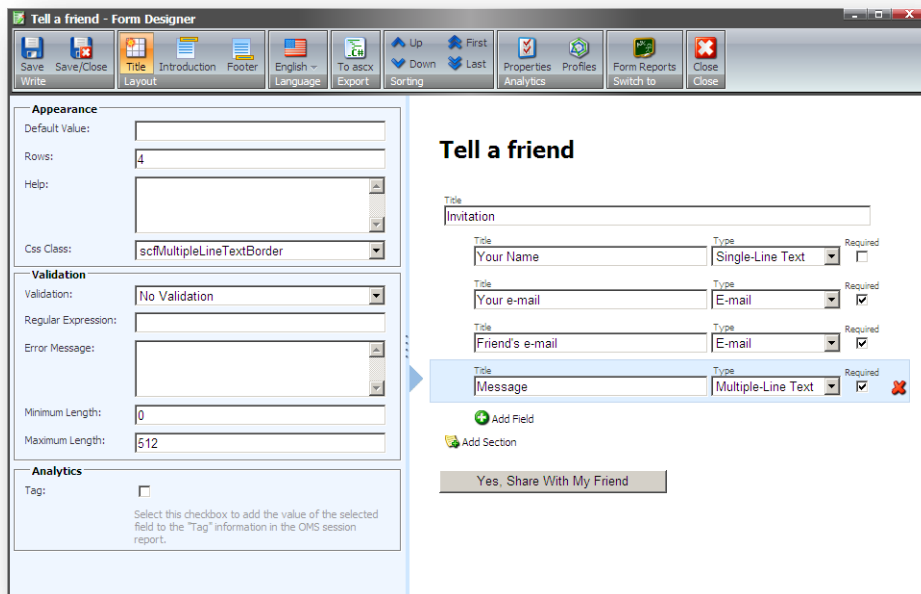 Tell a friend - Form Designer
Save Save/Close Title Introduction Footer English To ascx Up First Down Last Properties Profiles Form Reports Close
Write Layout Language Export Sorting Analytics Switch to Close
Appearance
Default Value:
Rows: 4
Help:
Css Class: scfMultipleLineTextBorder
Validation
Validation: No Validation
Regular Expression:
Error Message:
Minimum Length: 0
Maximum Length: 512
Analytics
Tag:
Select this checkbox to add the value of the selected
field to the "Tag" information in the OMS session
report.
Tell a friend
Title
Invitation
Title Type Required
Your Name Single-Line Text
Title Type Required
Your e-mail E-mail
Title Type Required
Friend's e-mail E-mail
Title Type Required
Message Multiple-Line Text
Add Field
Add Section
Yes, Share With My Friend